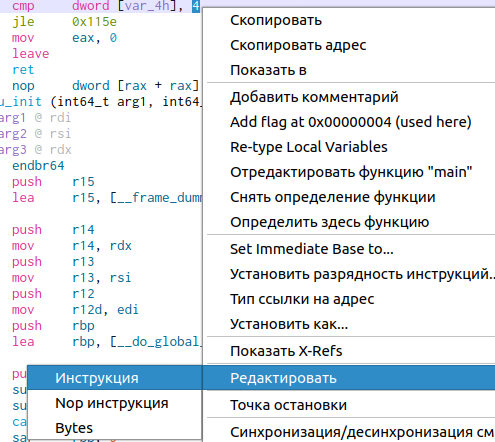 cmp dword [var_4h], 4
jle 0x115e
mov eax, 0
leave
ret
nop dword [rax + rax]
u_init (int64_t arg1, int64_
arg1 @ rdi
arg2 @ rsi
arg3 @ rdx
endbr64
push r15
lea r15, [__frame_dumm
push r14
mov r14, rdx
push r13
mov r13, rsi
push r12
mov r12d, edi
push rbp
lea rbp, [__do_global_
pu
su
su
ca
Скопировать
Скопировать адрес
Показать в
Добавить комментарий
Add flag at 0x00000004 (used here)
Re-type Local Variables
Отредактировать функцию "main"
Снять определение функции
Определить здесь функцию
Set Immediate Base to...
Установить разрядность инструкций..
Тип ссылки на адрес
Установить как...
Показать X-Refs
Редактировать
Точка остановки
Синхронизация/десинхронизация см
Инструкция
Nop инструкция
Bytes